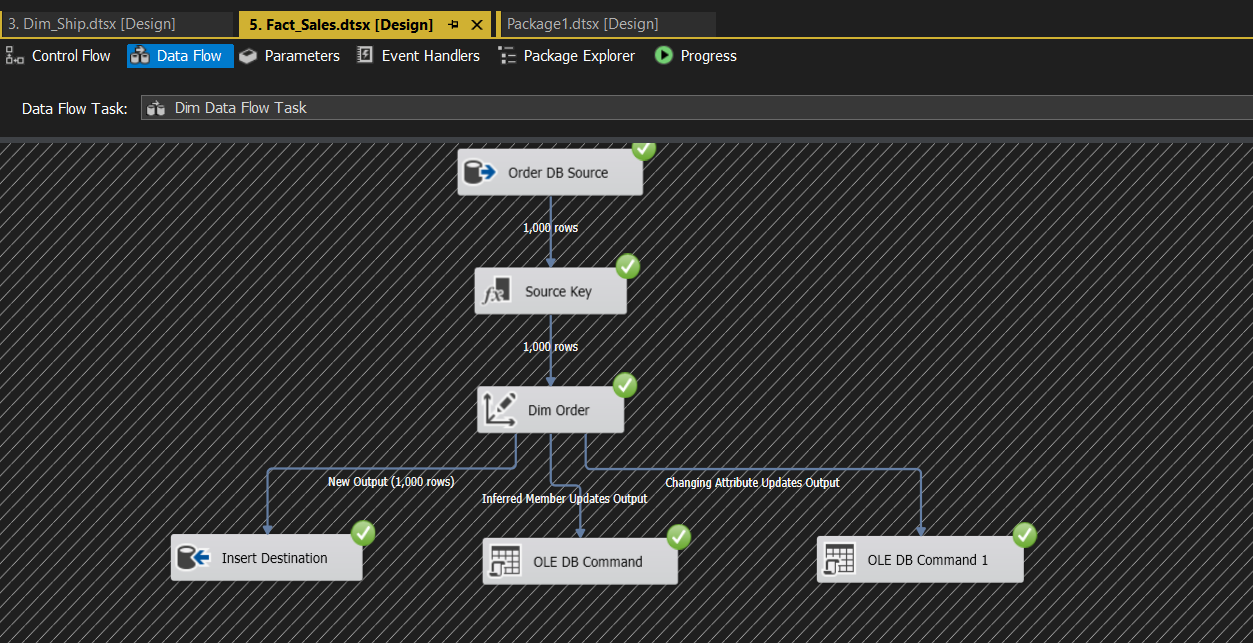 3. Dim_Ship.dtsx [Design]
5. Fact_Sales.dtsx [Design]
Package1.dtsx [Design]
Control Flow
Data Flow
Parameters
Event Handlers
Package Explorer
Progress
Data Flow Task:
Dim Data Flow Task
Order DB Source
1,000 rows
Source Key
1,000 rows
Dim Order
New Output (1,000 rows)
Inferred Member Updates Output
Changing Attribute Updates Output
Insert Destination
OLE DB Command
OLE DB Command 1